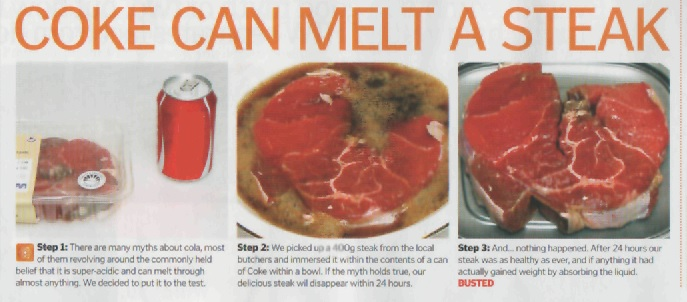 COKE CAN MELT A STEAK
Step 1: There are many myths about cola, most
of them revolving around the commonly held
belief that it is super-acidic and can melt through
almost anything. We decided to put it to the test.
Step 2: We picked up a 400g steak from the local
butchers and immersed it within the contents of a can
of Coke within a bowl. If the myth holds true, our
delicious steak wil disappear within 24 hours.
Step 3: And... nothing happened. After 24 hours our
steak was as healthy as ever, and if anything it had
actually gained weight by absorbing the liquid.
BUSTED